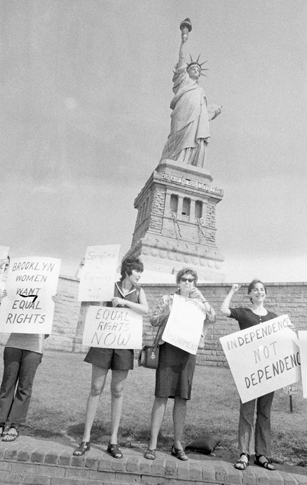 BROOKLYN
WOMEN
WANT
EQUAL
RIGHTS
EQUAL
RIGHTS
NOW
INDEPENDENCE
NOT
DEPENDENCE